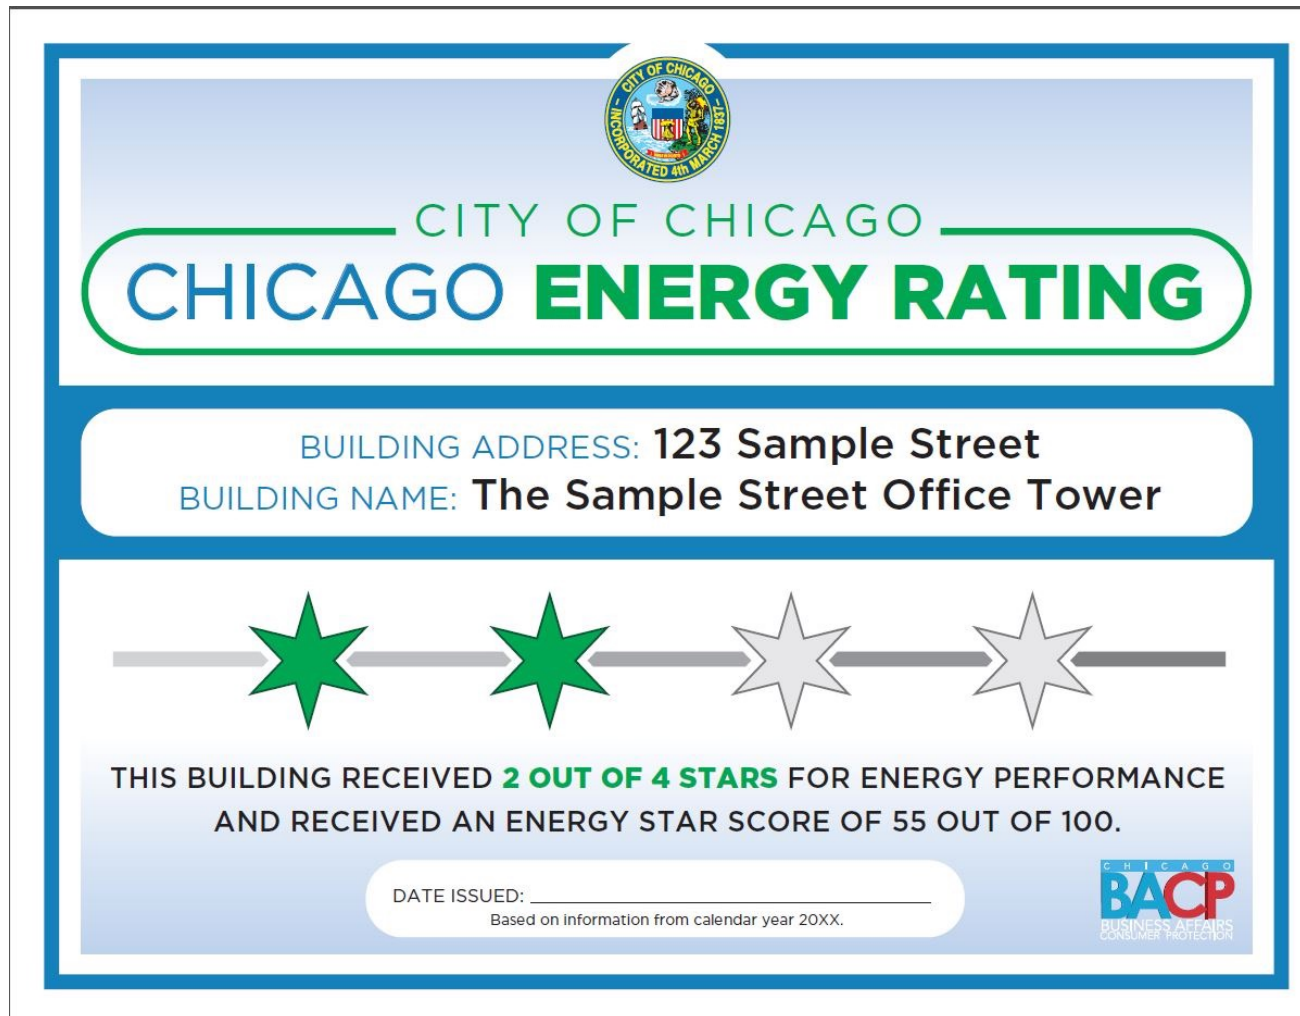 CITY OF CHICAGO
INCORPORATED 4th MARCH 1837
CITY OF CHICAGO
CHICAGO ENERGY RATING
BUILDING ADDRESS: 123 Sample Street
BUILDING NAME: The Sample Street Office Tower
THIS BUILDING RECEIVED 2 OUT OF 4 STARS FOR ENERGY PERFORMANCE
AND RECEIVED AN ENERGY STAR SCORE OF 55 OUT OF 100.
DATE ISSUED:
Based on information from calendar year 20XX.
CHICAGO
BACP
BUSINESS AFFAIRS
CONSUMER PROTECTION